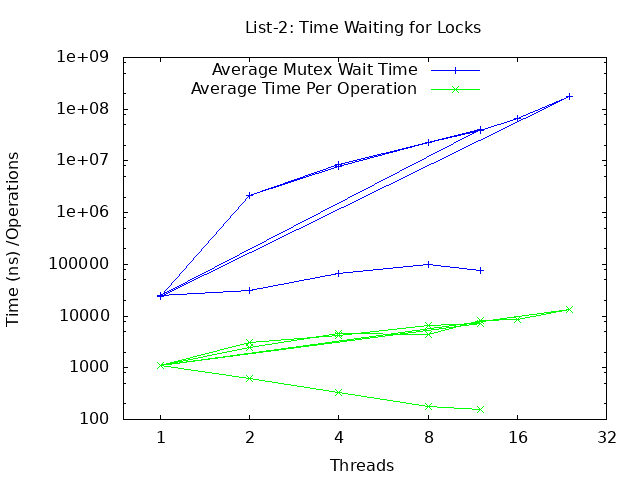 List-2: Time Waiting for Locks
1e+09
1e+08
1e+07
1e+06
100000
10000
1000
100
Time (ns) /Operations
Average Mutex Wait Time
Average Time Per Operation
1 2 4 8 16 32
Threads